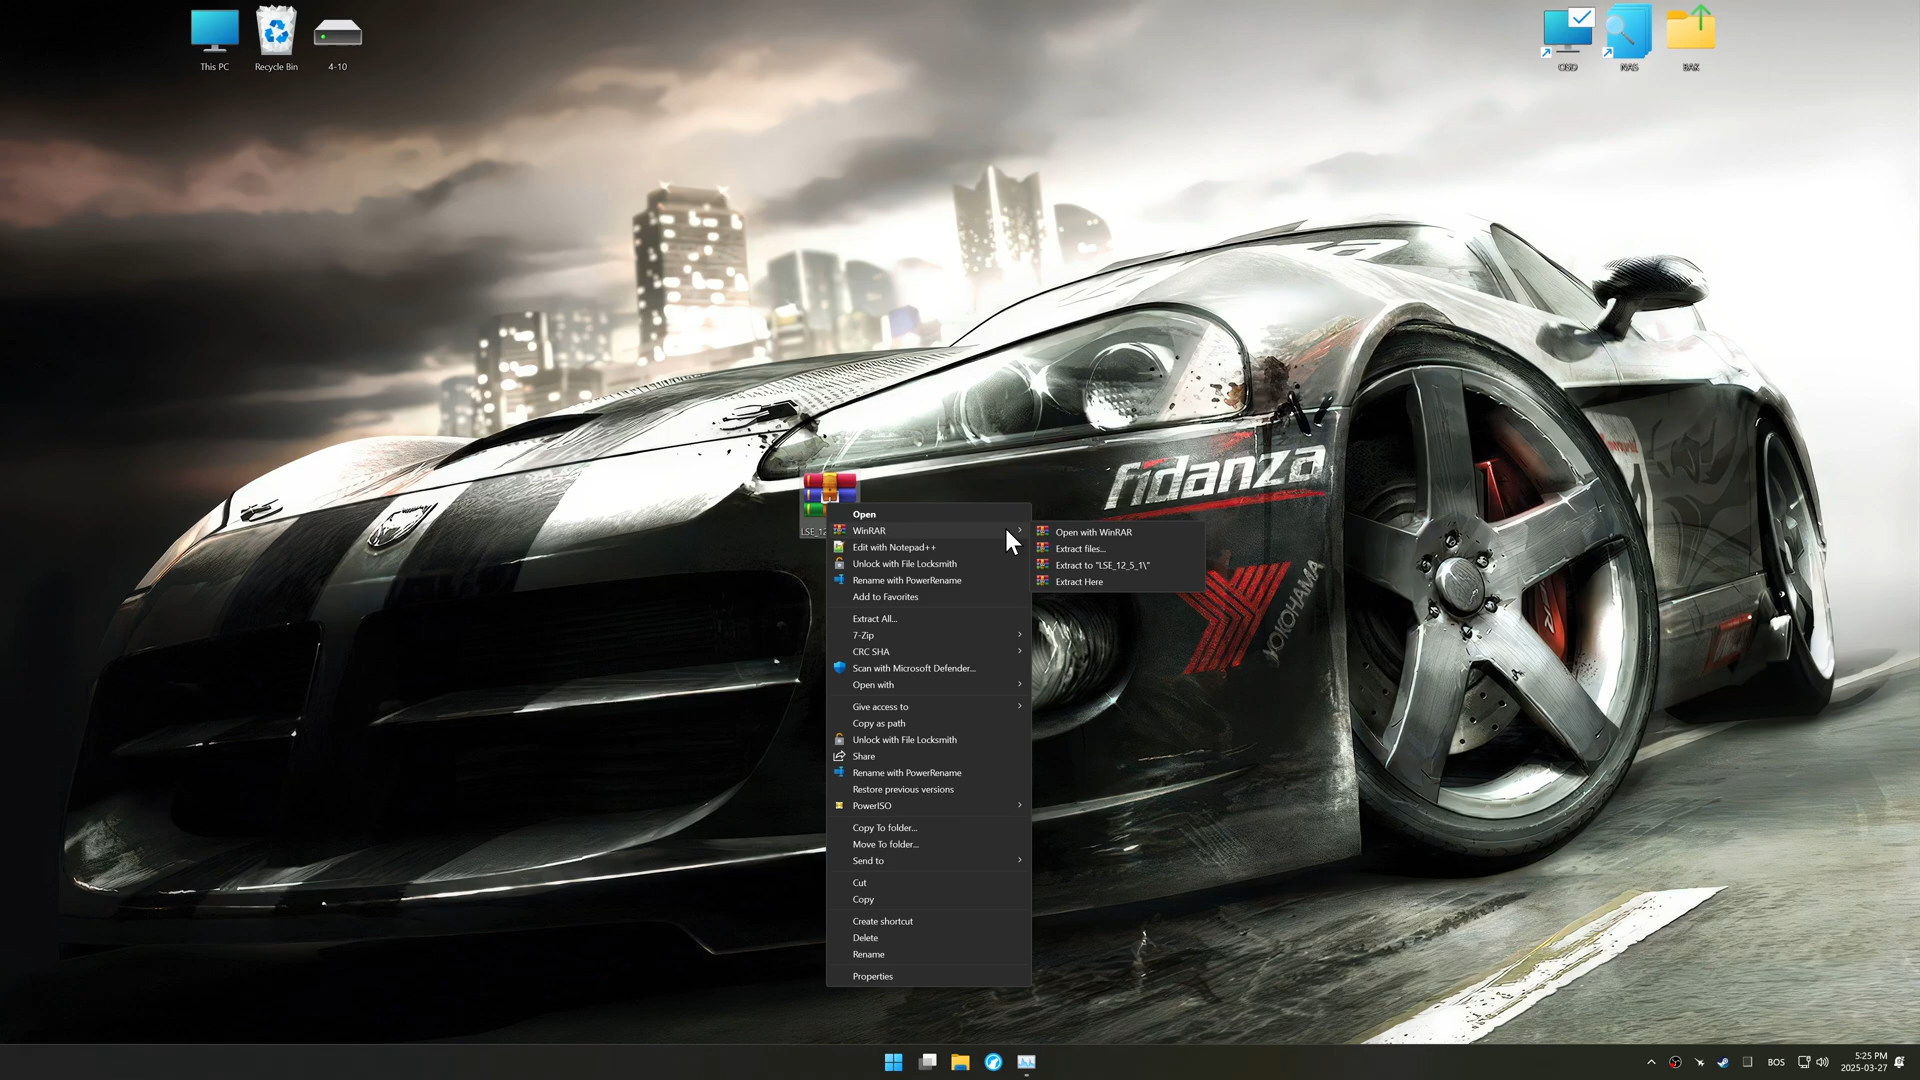 This PC
Recycle Bin
4-10
NAS
BAK
fidanza
YOKOHAMA
LSE_12
Open
WinRAR
Edit with Notepad++
Unlock with File Locksmith
Rename with PowerRename
Add to Favorites
Extract All...
7-Zip
CRC SHA
Scan with Microsoft Defender...
Open with
Give access to
Copy as path
Unlock with File Locksmith
Share
Rename with PowerRename
Restore previous versions
PowerISO
Copy To folder...
Move To folder...
Send to
Cut
Copy
Create shortcut
Delete
Rename
Properties
Open with WinRAR
Extract files...
Extract to "LSE_12_5_1\"
Extract Here
BOS
5:25 PM
2025-03-27